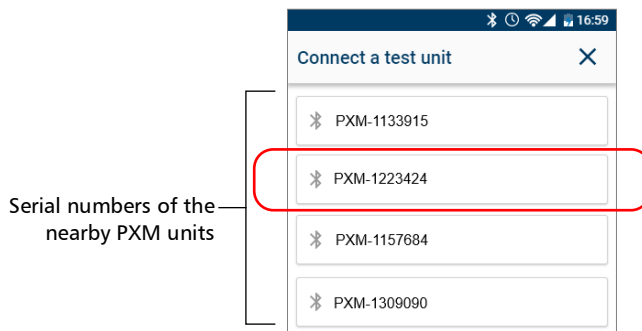 16:59
Connect a test unit
PXM-1133915
PXM-1223424
Serial numbers of the
nearby PXM units
PXM-1157684
PXM-1309090